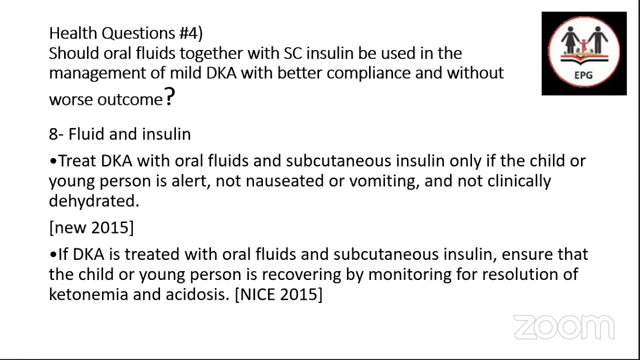 Health Questions #4)
Should oral fluids together with SC insulin be used in the
management of mild DKA with better compliance and without
worse outcome?
EPG
8- Fluid and insulin
•Treat DKA with oral fluids and subcutaneous insulin only if the child or
young person is alert, not nauseated or vomiting, and not clinically
dehydrated.
[new 2015]
•If DKA is treated with oral fluids and subcutaneous insulin, ensure that
the child or young person is recovering by monitoring for resolution of
ketonemia and acidosis. [NICE 2015]
zoom